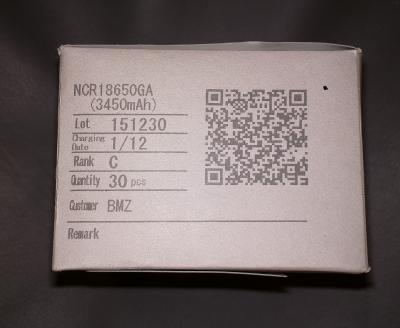 NCR18650GA
(3450mAh)
Lot 151230
Charging Date 1/12
Rank C
Quantity 30 pcs
Customer BMZ
Remark